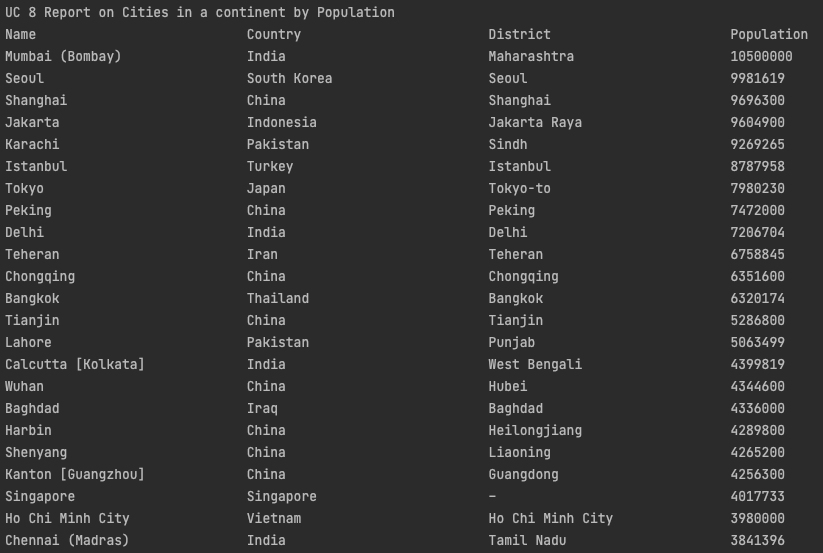 UC 8 Report on Cities in a continent by Population
Name Country District Population
Mumbai (Bombay) India Maharashtra 10500000
Seoul South Korea Seoul 9981619
Shanghai China Shanghai 9696300
Jakarta Indonesia Jakarta Raya 9604900
Karachi Pakistan Sindh 9269265
Istanbul Turkey Istanbul 8787958
Tokyo Japan Tokyo-to 7980230
Peking China Peking 7472000
Delhi India Delhi 7206704
Teheran Iran Teheran 6758845
Chongqing China Chongqing 6351600
Bangkok Thailand Bangkok 6320174
Tianjin China Tianjin 5286800
Lahore Pakistan Punjab 5063499
Calcutta [Kolkata] India West Bengali 4399819
Wuhan China Hubei 4344600
Baghdad Iraq Baghdad 4336000
Harbin China Heilongjiang 4289800
Shenyang China Liaoning 4265200
Kanton [Guangzhou] China Guangdong 4256300
Singapore Singapore – 4017733
Ho Chi Minh City Vietnam Ho Chi Minh City 3980000
Chennai (Madras) India Tamil Nadu 3841396